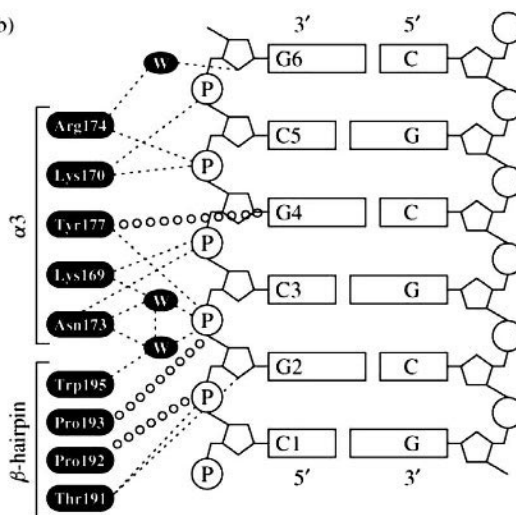 b)
3′ 5′
W G6 C
P
Arg174 C5 G
Lys170 P
Tyr177 G4 C
Lys169 P
W C3 G
Asn173 P
W
Trp195 G2 C
Pro193 P
Pro192 C1 G
Thr191 P
5′ 3′
α3
β-hairpin